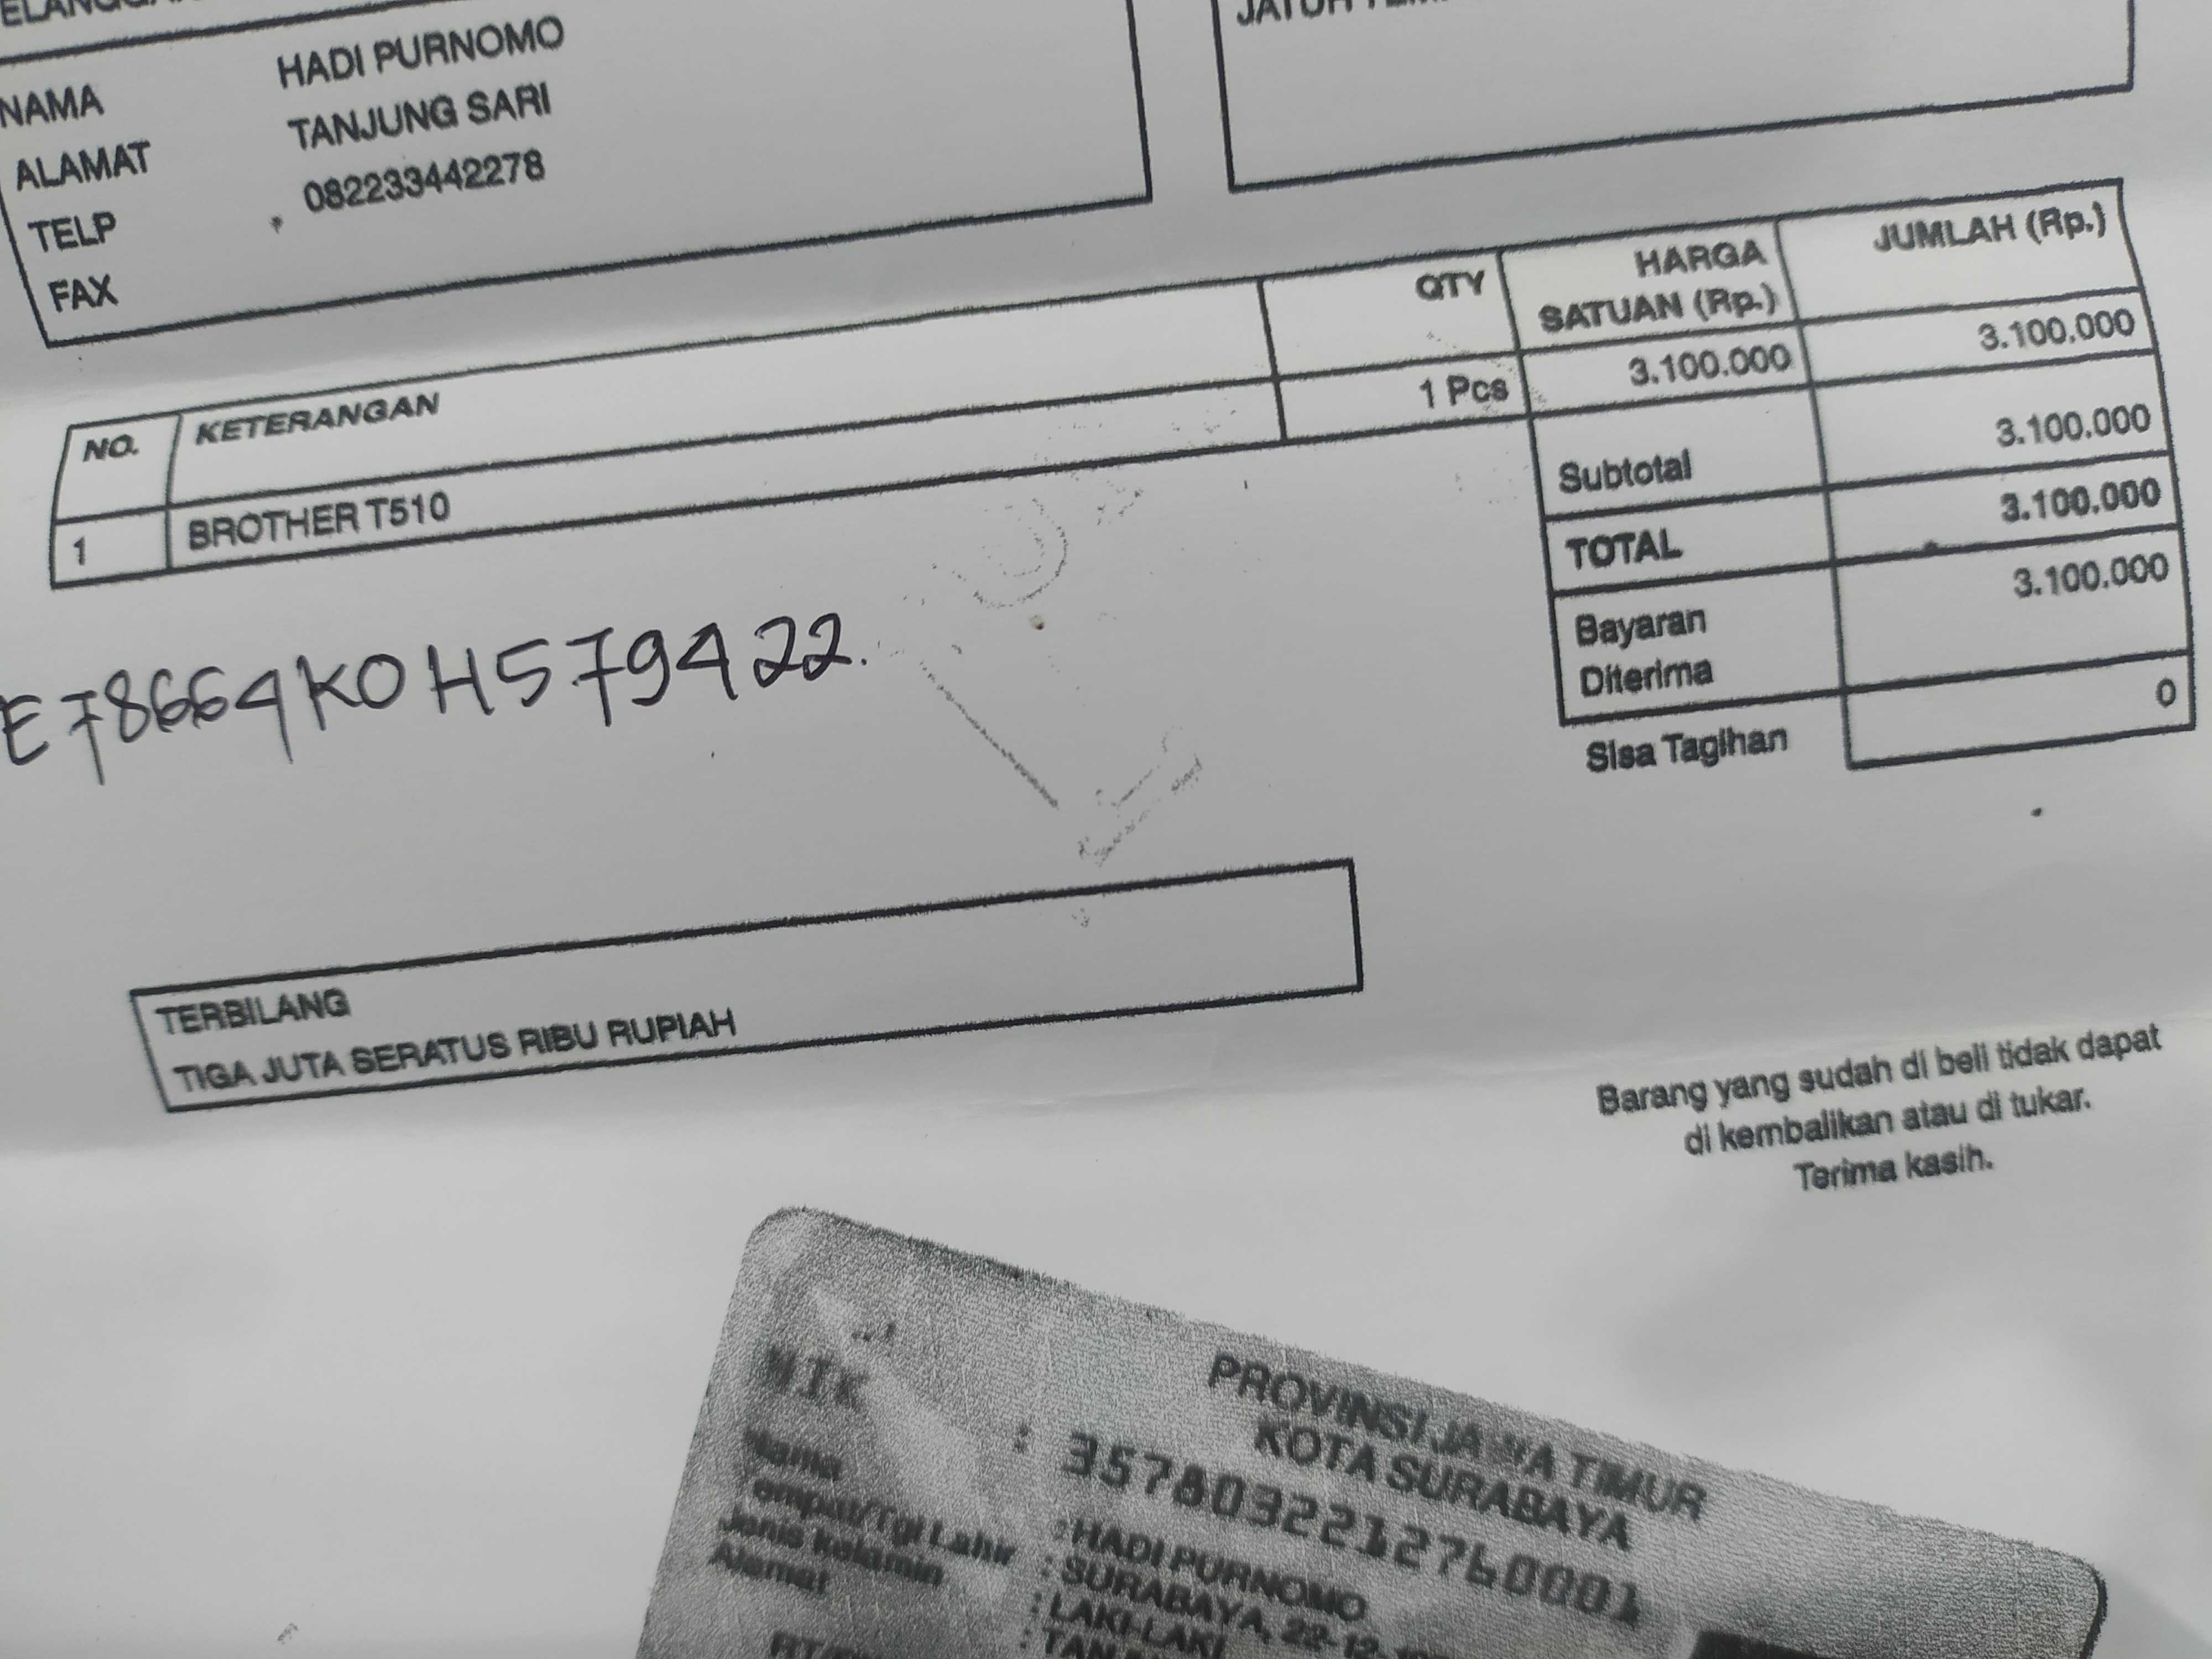 NAMA HADI PURNOMO
ALAMAT TANJUNG SARI
TELP 082233442278
FAX
NO. KETERANGAN QTY HARGA SATUAN (Rp.) JUMLAH (Rp.)
1 BROTHER T510 1 Pcs 3.100.000 3.100.000
Subtotal 3.100.000
TOTAL 3.100.000
Bayaran Diterima 3.100.000
Sisa Tagihan 0
E78664K0H579422.
TERBILANG
TIGA JUTA SERATUS RIBU RUPIAH
Barang yang sudah di beli tidak dapat
di kembalikan atau di tukar.
Terima kasih.
PROVINSI JAWA TIMUR
KOTA SURABAYA
NIK : 3578032212760001
Nama : HADI PURNOMO
empat/Tgl Lahir : SURABAYA, 22-12-
Jenis kelamin : LAKI-LAKI
Alamat : TAN